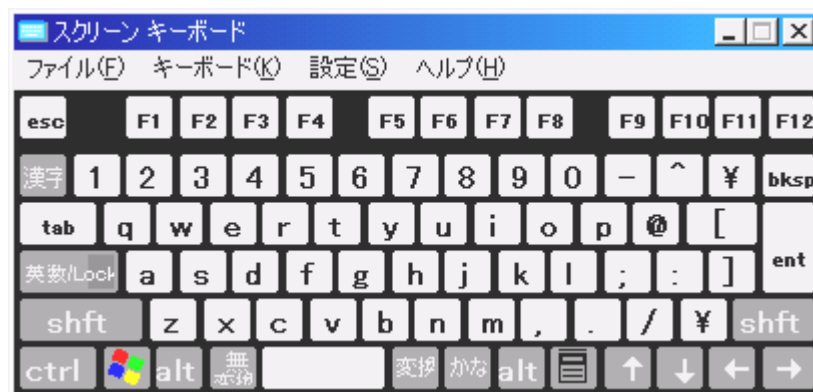 スクリーン キーボード
ファイル(F) キーボード(K) 設定(S) ヘルプ(H)
esc F1 F2 F3 F4 F5 F6 F7 F8 F9 F10 F11 F12
漢字 1 2 3 4 5 6 7 8 9 0 - ^ ¥ bksp
tab q w e r t y u i o p @ [
英数/Lock a s d f g h j k l ; : ] ent
shft z x c v b n m , . / ¥ shft
ctrl alt 無変換 変換 かな alt ↑ ↓ ← →